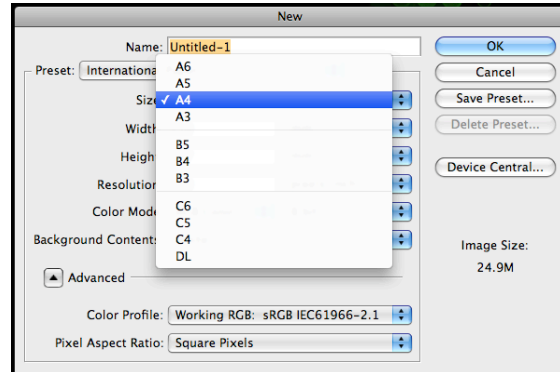 New
Name: Untitled-1
OK
Preset: Internationa
Cancel
A6
A5
Size
✓ A4
A3
Save Preset...
Width
Delete Preset...
B5
B4
B3
Height
Device Central...
Resolution
C6
C5
C4
DL
Color Mode
Background Contents
Image Size:
24.9M
Advanced
Color Profile: Working RGB: sRGB IEC61966-2.1
Pixel Aspect Ratio: Square Pixels